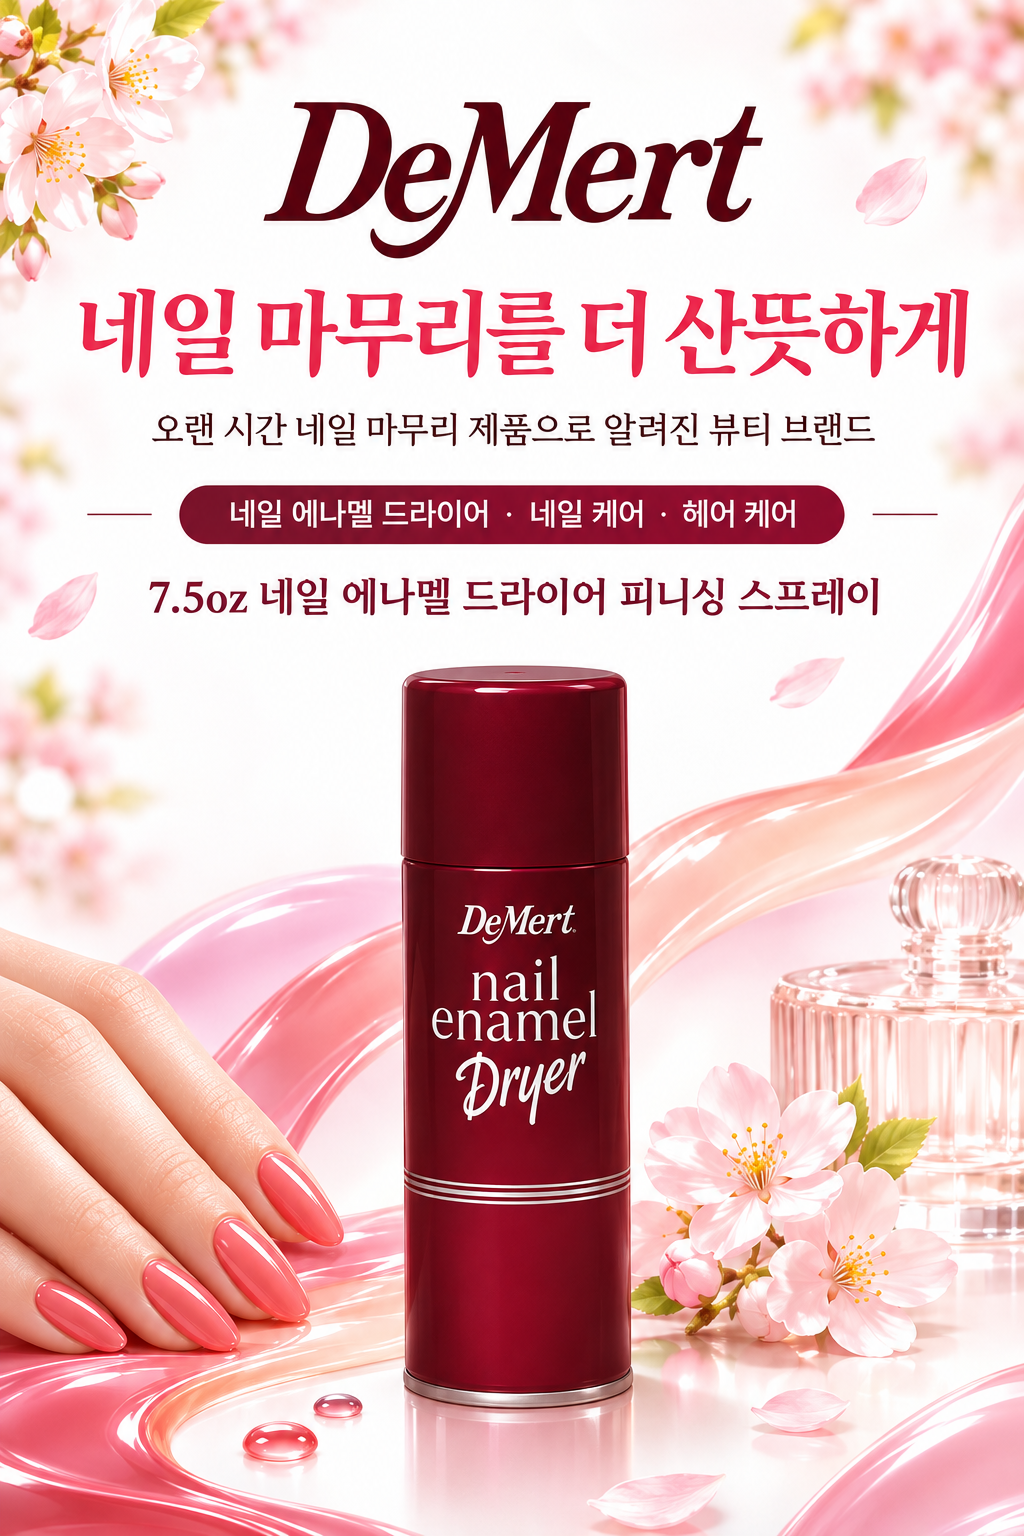 DeMert
네일 마무리를 더 산뜻하게
오랜 시간 네일 마무리 제품으로 알려진 뷰티 브랜드
네일 에나멜 드라이어 · 네일 케어 · 헤어 케어
7.5oz 네일 에나멜 드라이어 피니싱 스프레이
DeMert
nail
enamel
Dryer